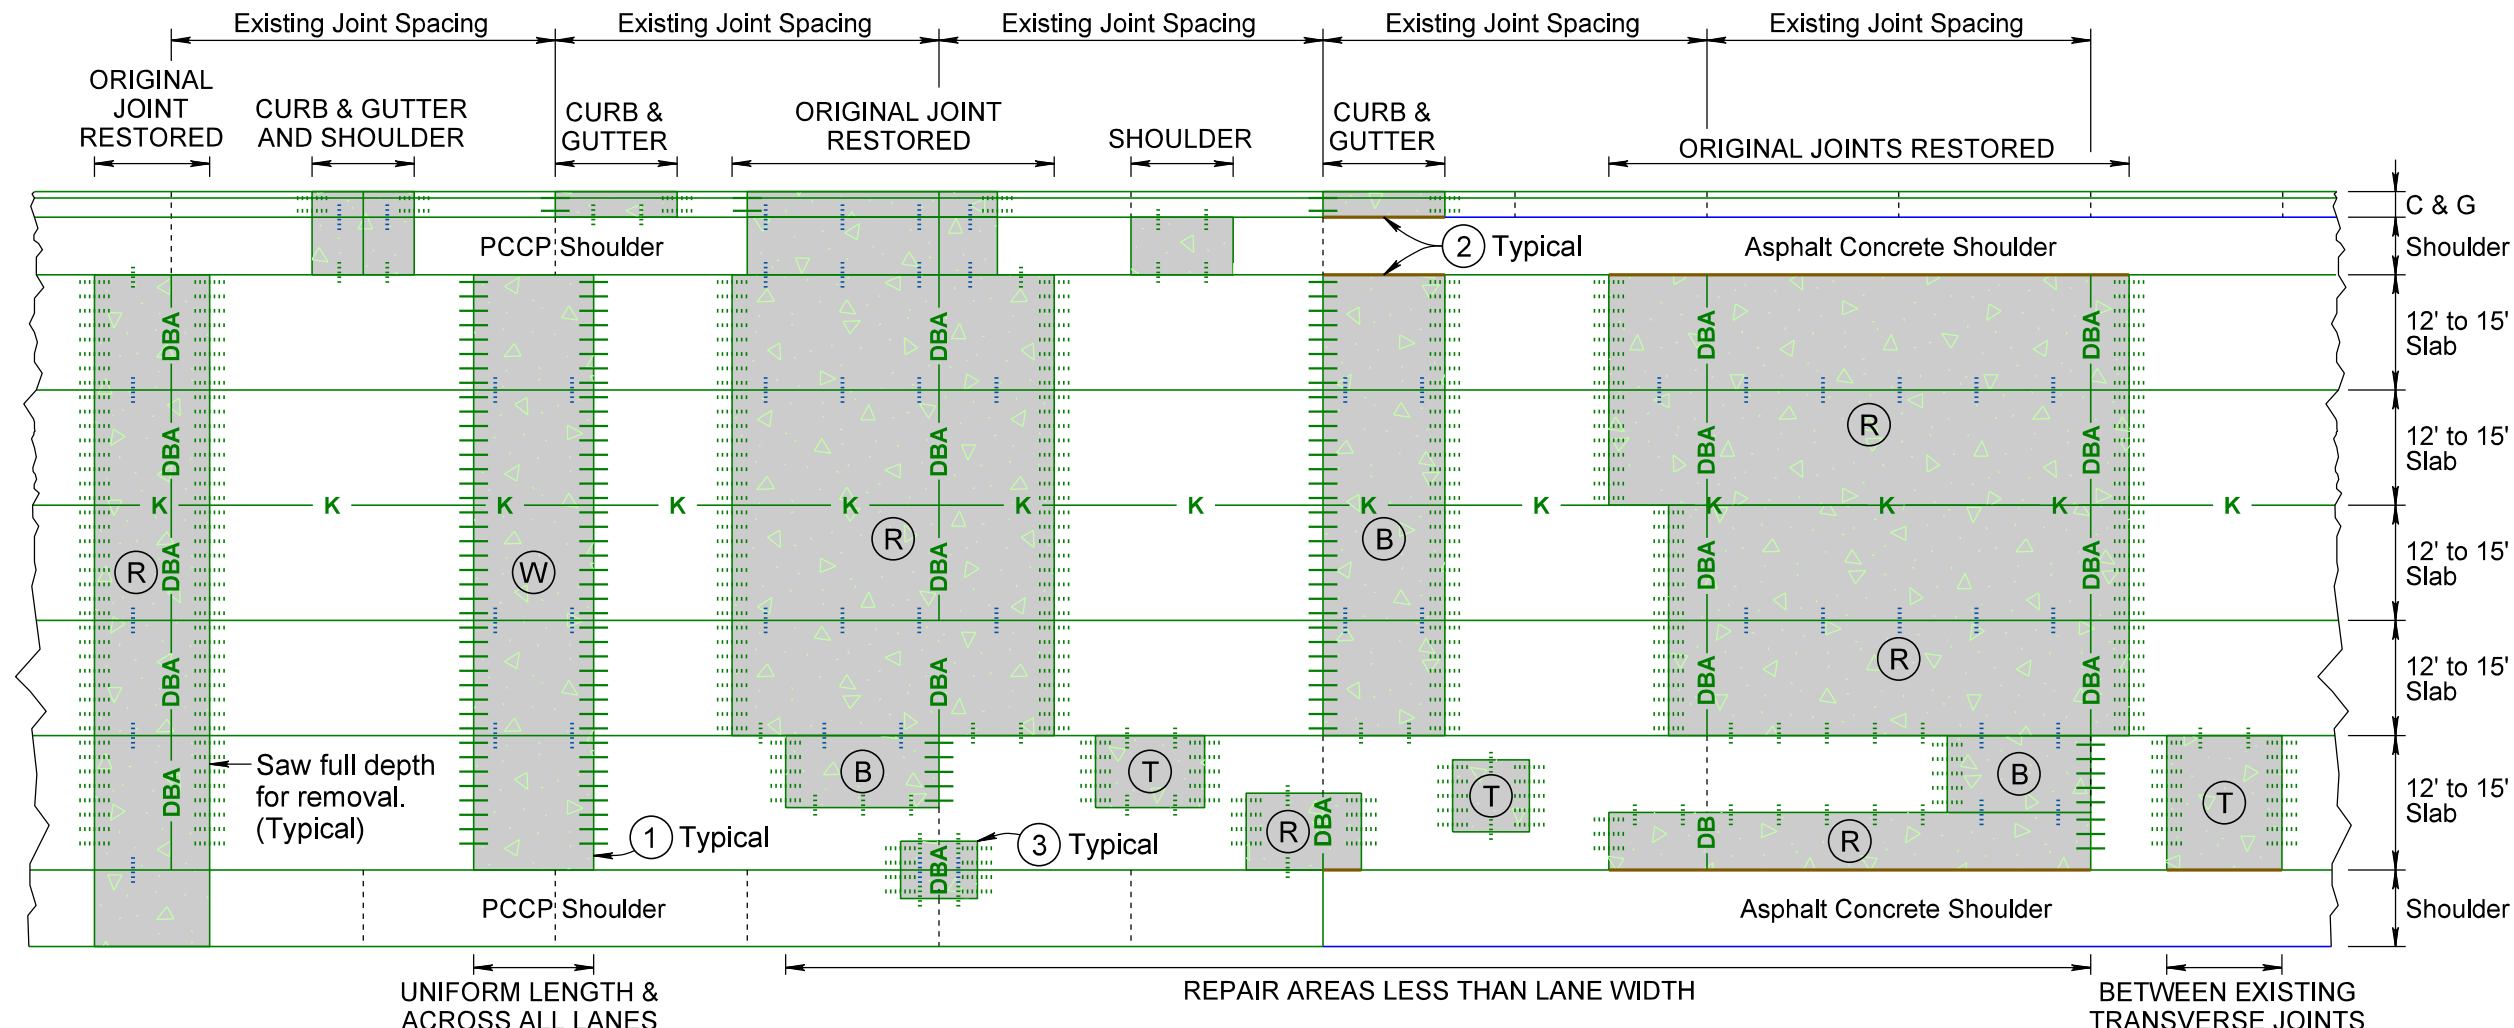 Existing Joint Spacing
Existing Joint Spacing
Existing Joint Spacing
Existing Joint Spacing
Existing Joint Spacing
ORIGINAL
JOINT
RESTORED
CURB & GUTTER
AND SHOULDER
CURB &
GUTTER
ORIGINAL JOINT
RESTORED
SHOULDER
CURB &
GUTTER
ORIGINAL JOINTS RESTORED
C & G
PCCP Shoulder
2 Typical
Asphalt Concrete Shoulder
Shoulder
DBA
DBA
DBA
DBA
12' to 15'
Slab
R
DBA
DBA
DBA
DBA
12' to 15'
Slab
K
K
K
K
K
K
K
K
K
K
K
K
K
R
DBA
W
R
DBA
B
DBA
DBA
12' to 15'
Slab
DBA
DBA
DBA
R
DBA
12' to 15'
Slab
Saw full depth
for removal.
(Typical)
DBA
B
T
T
B
T
12' to 15'
Slab
1 Typical
3 Typical
R
DBA
DB
R
DBA
PCCP Shoulder
Asphalt Concrete Shoulder
Shoulder
UNIFORM LENGTH &
ACROSS ALL LANES
REPAIR AREAS LESS THAN LANE WIDTH
BETWEEN EXISTING
TRANSVERSE JOINTS